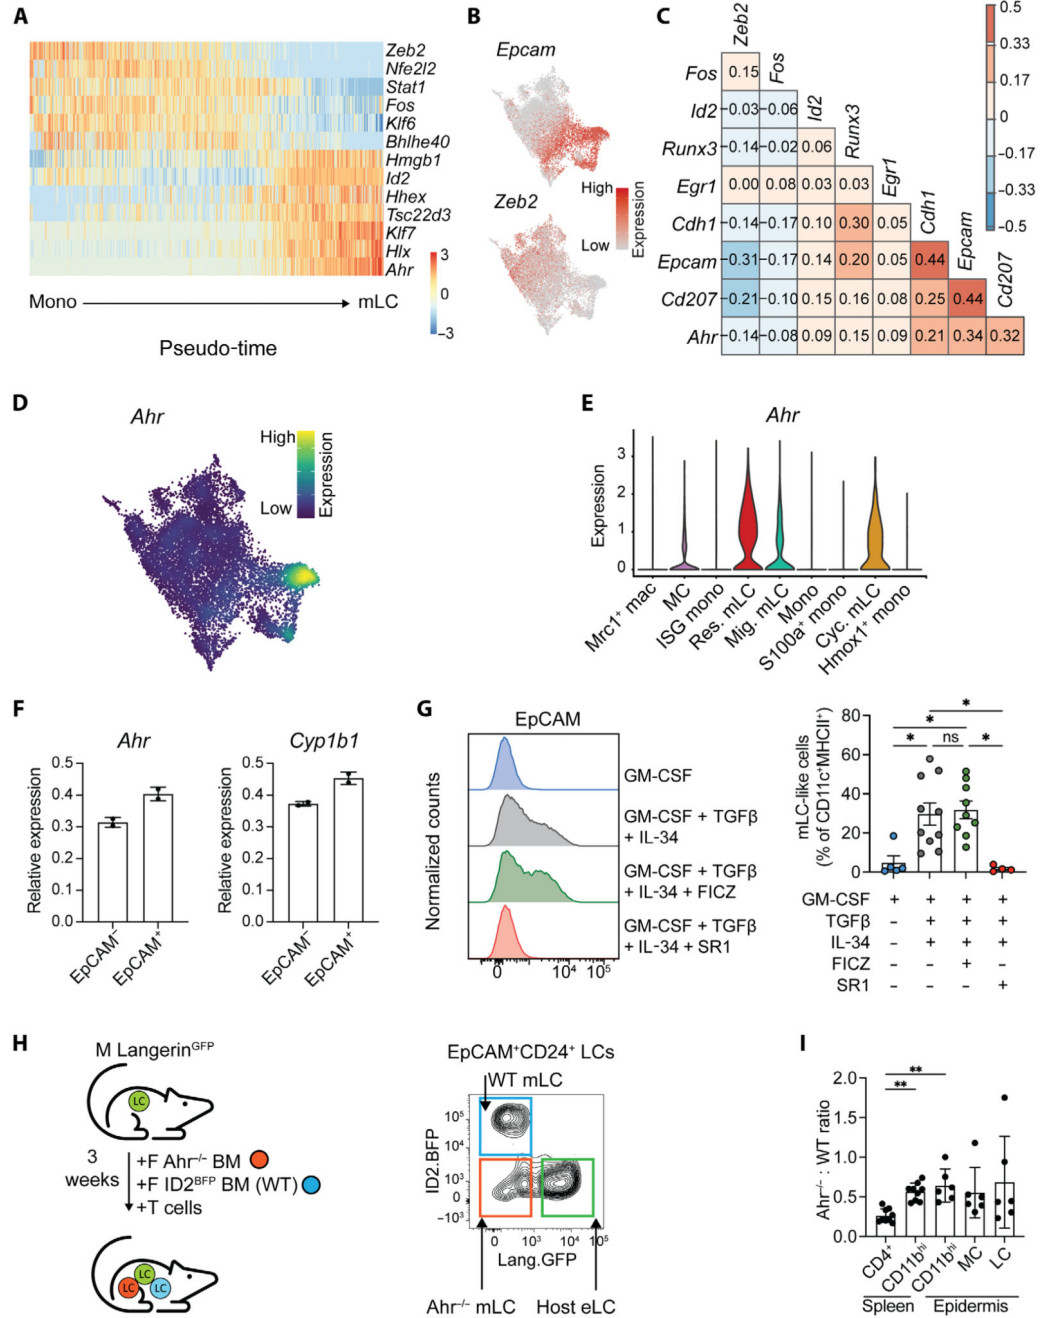 A
Zeb2
Nfe2l2
Stat1
Fos
Klf6
Bhlhe40
Hmgb1
Id2
Hhex
Tsc22d3
Klf7
Hlx
Ahr
3
0
−3
Mono
mLC
Pseudo-time
B
Epcam
High
Low
Expression
Zeb2
C
Zeb2
Fos 0.15 Fos
Id2 −0.03 −0.06 Id2
Runx3 −0.14 −0.02 0.06 Runx3
Egr1 0.00 0.08 0.03 0.03 Egr1
Cdh1 −0.14 −0.17 0.10 0.30 0.05 Cdh1
Epcam −0.31 −0.17 0.14 0.20 0.05 0.44 Epcam
Cd207 −0.21 −0.10 0.15 0.16 0.08 0.25 0.44 Cd207
Ahr −0.14 −0.08 0.09 0.15 0.09 0.21 0.34 0.32
0.5
0.33
0.17
0
−0.17
−0.33
−0.5
D
Ahr
High
Low
Expression
E
Ahr
Expression
3
2
1
0
Mrc1+ mac
MC
ISG mono
Res. mLC
Mig. mLC
Mono
S100a+ mono
Cyc. mLC
Hmox1+ mono
F
Ahr
Relative expression
0.5
0.4
0.3
0.2
0.1
0.0
EpCAM−
EpCAM+
Cyp1b1
Relative expression
0.5
0.4
0.3
0.2
0.1
0.0
EpCAM−
EpCAM+
G
EpCAM
Normalized counts
GM-CSF
GM-CSF + TGFβ
+ IL-34
GM-CSF + TGFβ
+ IL-34 + FICZ
GM-CSF + TGFβ
+ IL-34 + SR1
0 10⁴ 10⁵
mLC-like cells
(% of CD11c+MHCII+)
80
60
40
20
0
*
*
* ns *
GM-CSF + + + +
TGFβ − + + +
IL-34 − + + +
FICZ − − + −
SR1 − − − +
H
M LangerinGFP
LC
3
weeks
+F Ahr−/− BM
+F ID2BFP BM (WT)
+T cells
LC
LC
LC
EpCAM+CD24+ LCs
WT mLC
ID2.BFP
10⁵
10⁴
10³
0
−10³
0 10³ 10⁴ 10⁵
Lang.GFP
Ahr−/− mLC
Host eLC
I
Ahr−/− : WT ratio
2.0
1.5
1.0
0.5
0.0
**
**
CD4+
CD11bhi
CD11bhi
MC
LC
Spleen
Epidermis